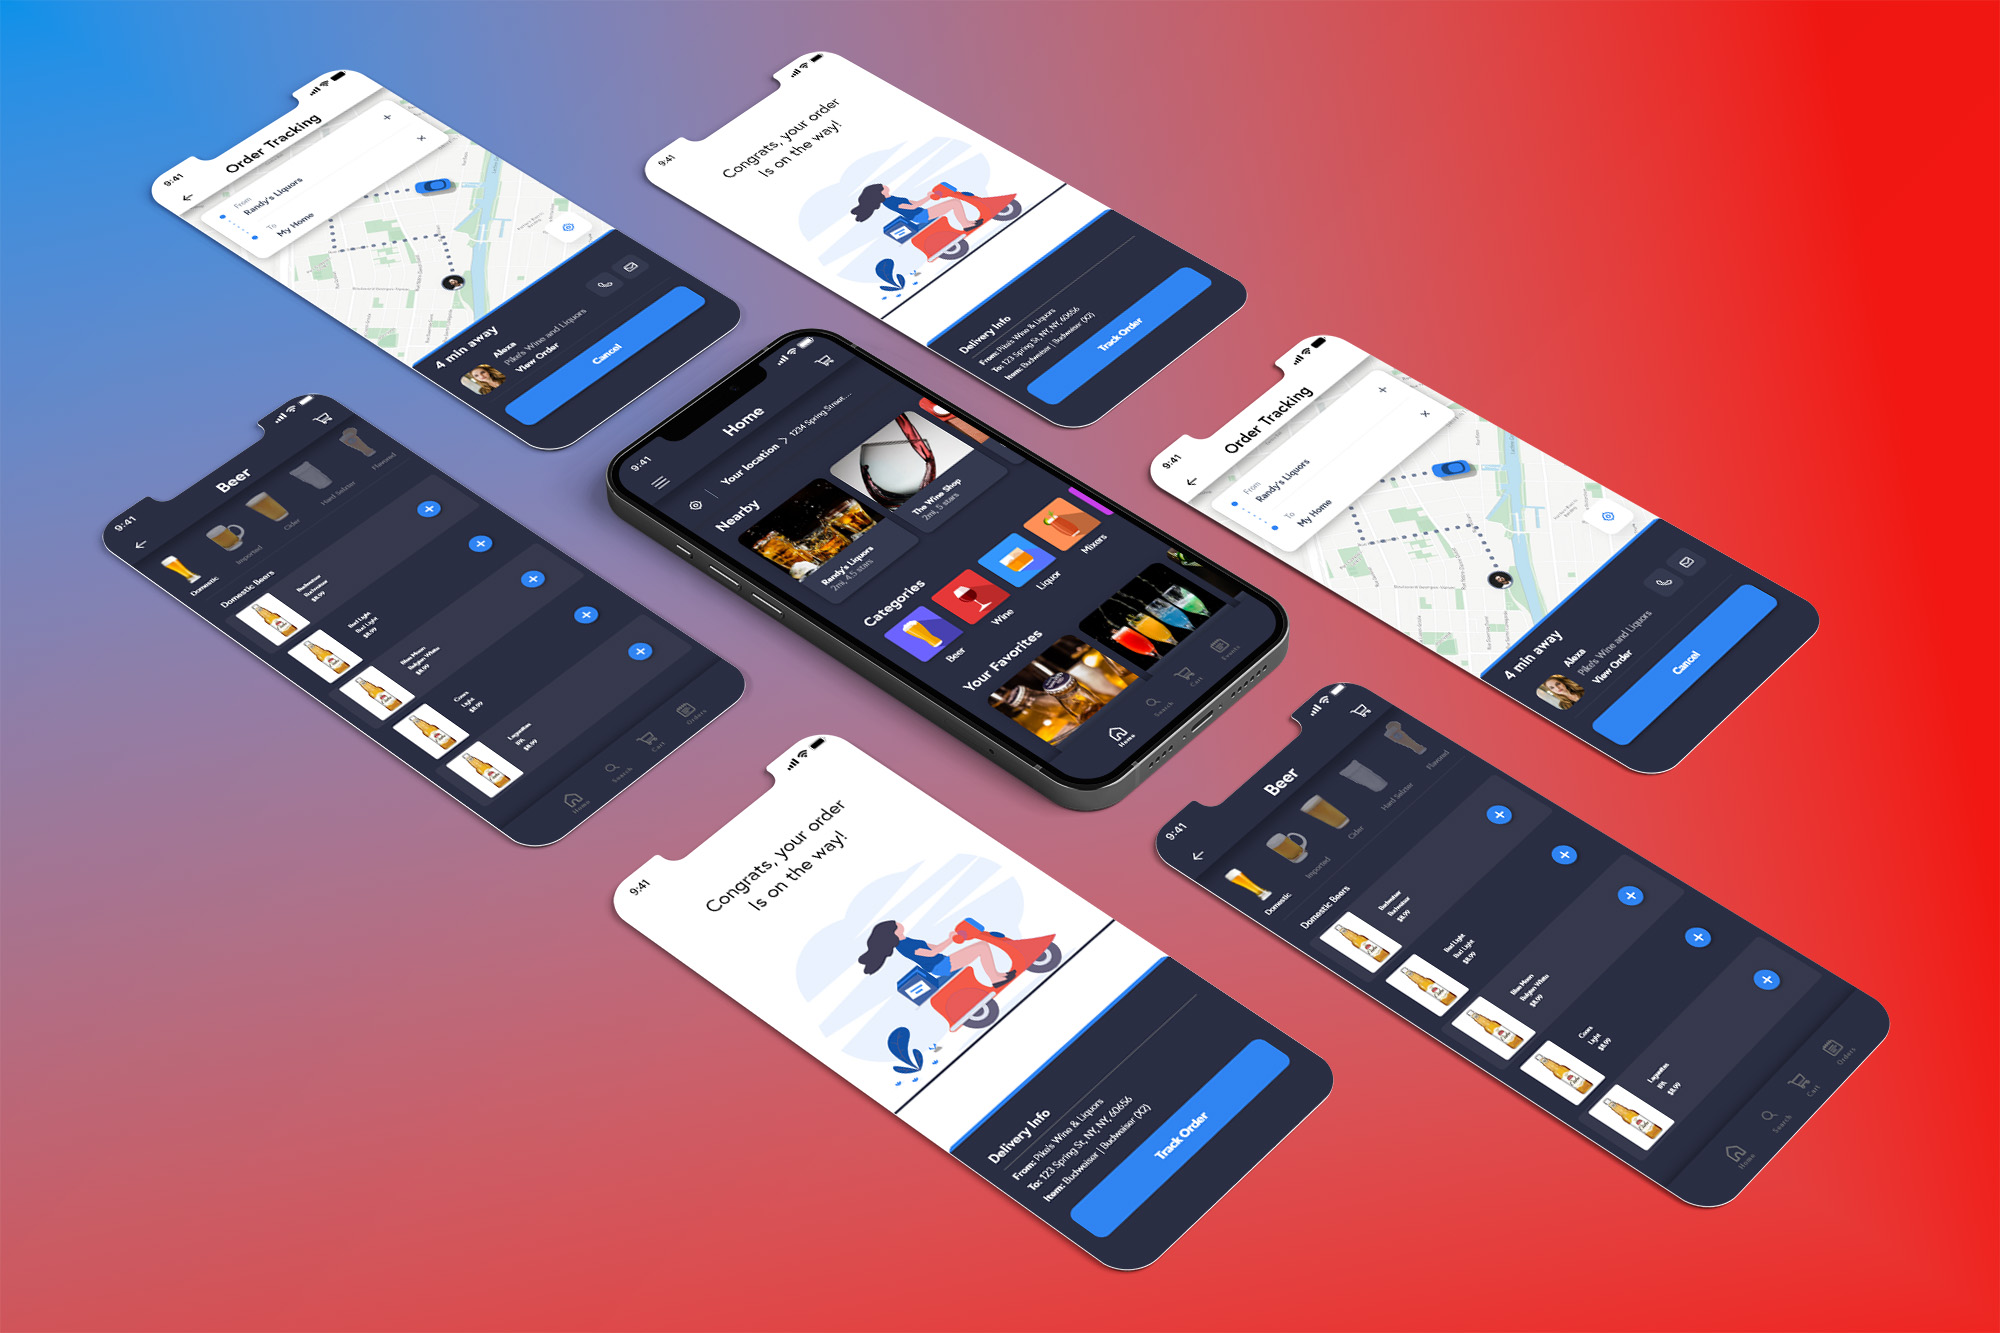 9:41
Order Tracking
From
Randy's Liquors
To
My Home
4 min away
Alexa
Pike's Wine and Liquors
View Order
Cancel
9:41
Congrats, your order
Is on the way!
Delivery Info
From: Pike's Wine & Liquors
To: 123 Spring St, NY, NY, 60656
Item: Budweiser | Budweiser (X2)
Track Order
9:41
Beer
Domestic
Imported
Cider
Hard Seltzer
Flavored
Domestic Beers
Budweiser
Budweiser
$8.99
Bud Light
Bud Light
$8.99
Blue Moon
Belgian White
$8.99
Coors
Light
$8.99
Lagunitas
IPA
$8.99
Home
Search
Cart
Orders
9:41
Home
Your location
1234 Spring Street...
Nearby
Randy's Liquors
2mi, 4.5 stars
The Wine Shop
2mi, 5 stars
Categories
Beer
Wine
Liquor
Mixers
Your Favorites
Home
Search
Cart
Events
9:41
Order Tracking
From
Randy's Liquors
To
My Home
4 min away
Alexa
Pike's Wine and Liquors
View Order
Cancel
9:41
Congrats, your order
Is on the way!
Delivery Info
From: Pike's Wine & Liquors
To: 123 Spring St, NY, NY, 60656
Item: Budweiser | Budweiser (X2)
Track Order
9:41
Beer
Domestic
Imported
Cider
Hard Seltzer
Flavored
Domestic Beers
Budweiser
Budweiser
$8.99
Bud Light
Bud Light
$8.99
Blue Moon
Belgian White
$8.99
Coors
Light
$8.99
Lagunitas
IPA
$8.99
Home
Search
Cart
Orders